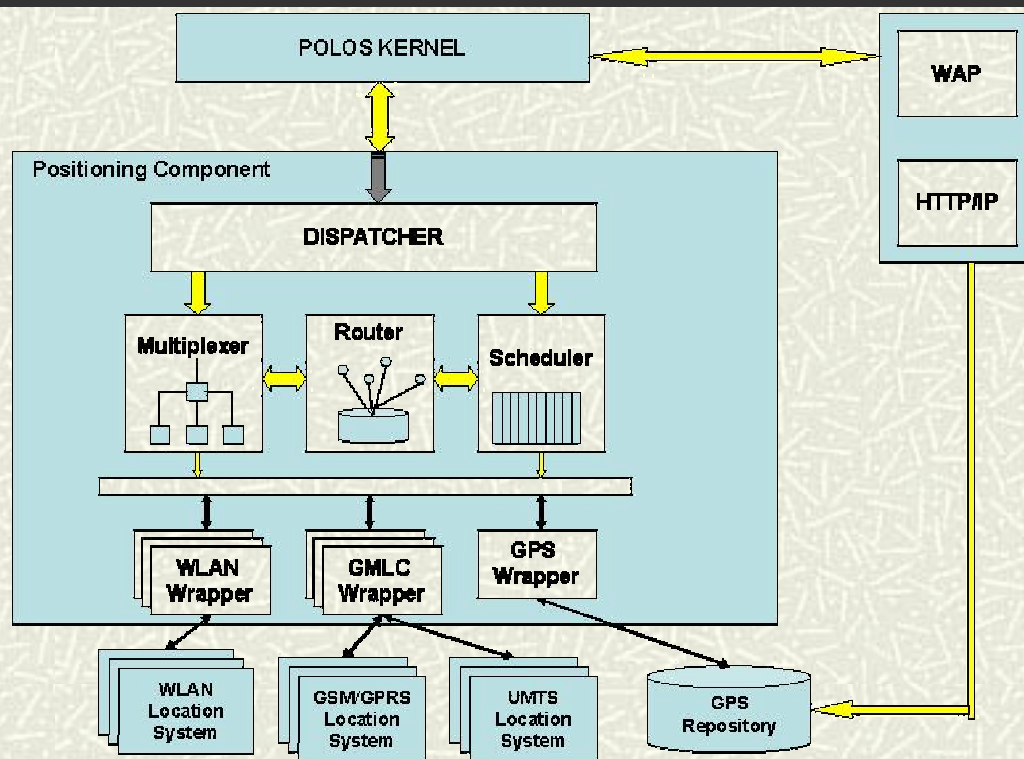 POLOS KERNEL
WAP
HTTP/IP
Positioning Component
DISPATCHER
Multiplexer
Router
Scheduler
WLAN
Wrapper
GMLC
Wrapper
GPS
Wrapper
WLAN
Location
System
GSM/GPRS
Location
System
UMTS
Location
System
GPS
Repository